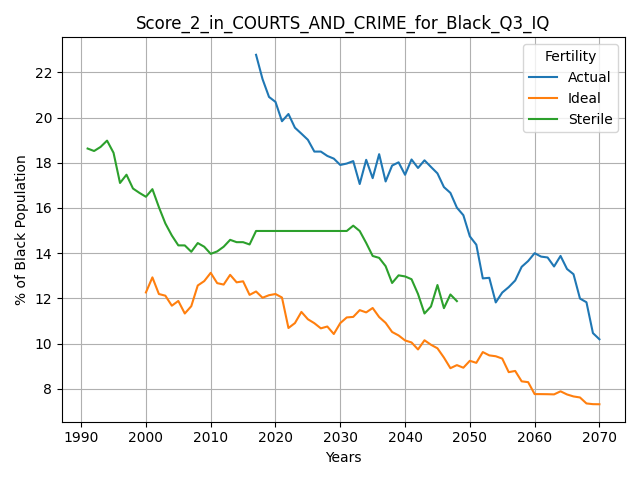 Score_2_in_COURTS_AND_CRIME_for_Black_Q3_IQ
Fertility
Actual
Ideal
Sterile
% of Black Population
22
20
18
16
14
12
10
8
1990 2000 2010 2020 2030 2040 2050 2060 2070
Years